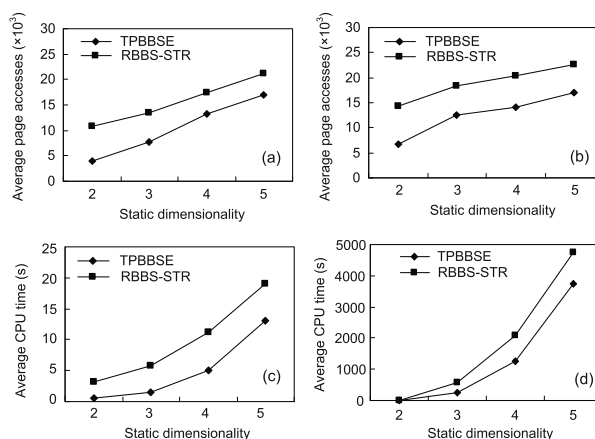 Average page accesses (×10³)
30
25
20
15
10
5
0
TPBBSE
RBBS-STR
(a)
2 3 4 5
Static dimensionality
Average page accesses (×10³)
30
25
20
15
10
5
0
TPBBSE
RBBS-STR
(b)
2 3 4 5
Static dimensionality
Average CPU time (s)
25
20
15
10
5
0
TPBBSE
RBBS-STR
(c)
2 3 4 5
Static dimensionality
Average CPU time (s)
5000
4000
3000
2000
1000
0
TPBBSE
RBBS-STR
(d)
2 3 4 5
Static dimensionality